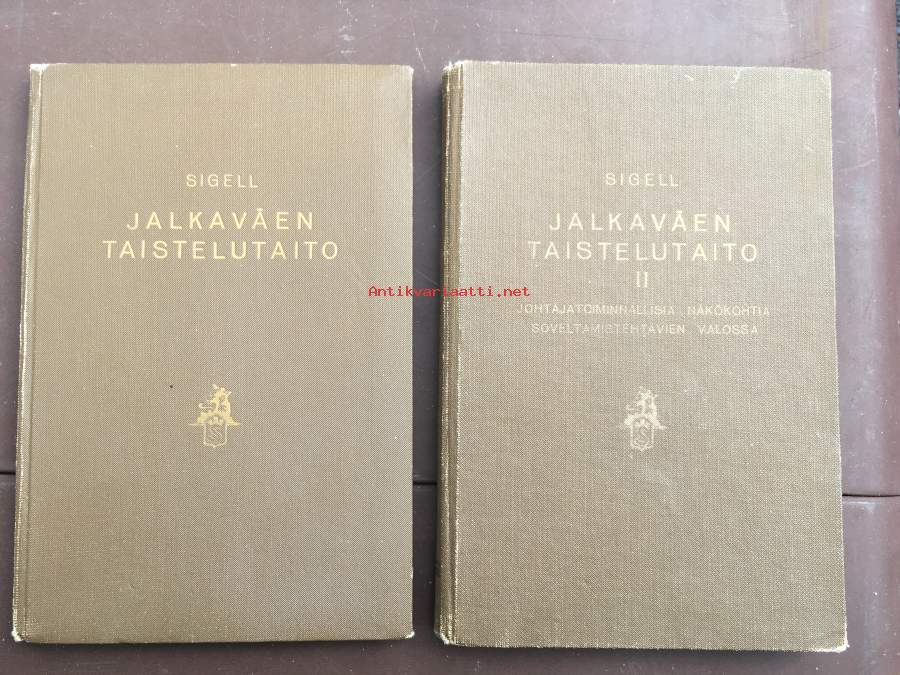 SIGELL
JALKAVÄEN
TAISTELUTAITO
SIGELL
JALKAVÄEN
TAISTELUTAITO
II
JOHTAJATOIMINNALLISIA NÄKÖKOHTIA
SOVELTAMISTEHTÄVIEN VALOSSA
Antikvariaatti.net
S